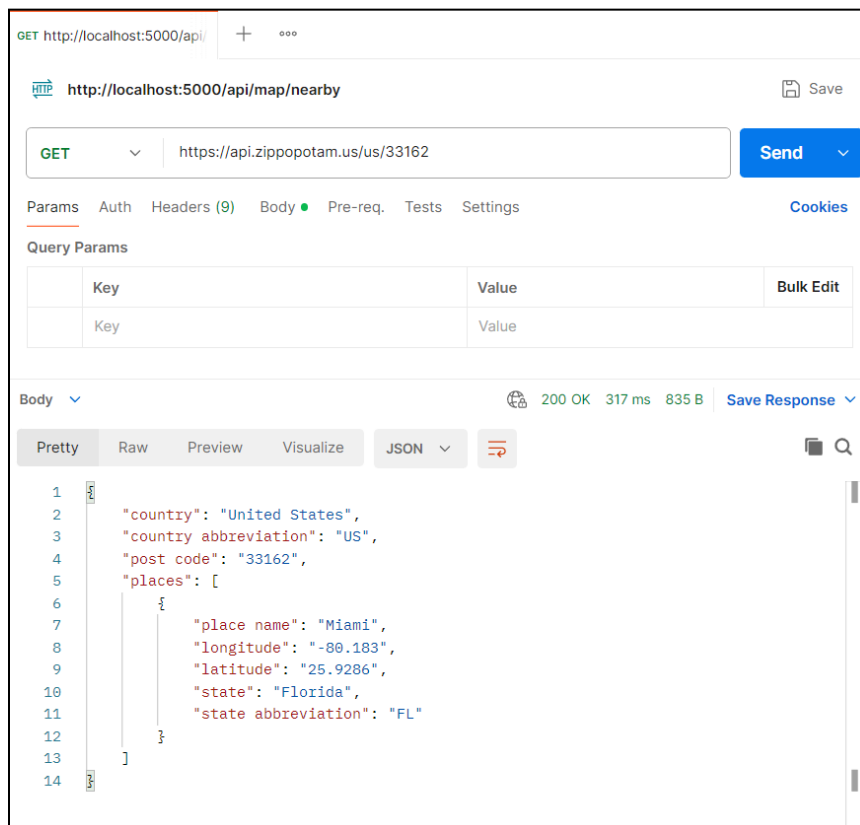 GET http://localhost:5000/api/
HTTP http://localhost:5000/api/map/nearby Save
GET https://api.zippopotam.us/us/33162 Send
Params Auth Headers (9) Body Pre-req. Tests Settings Cookies
Query Params
Key Value Bulk Edit
Key Value
Body 200 OK 317 ms 835 B Save Response
Pretty Raw Preview Visualize JSON
1 {
2 "country": "United States",
3 "country abbreviation": "US",
4 "post code": "33162",
5 "places": [
6 {
7 "place name": "Miami",
8 "longitude": "-80.183",
9 "latitude": "25.9286",
10 "state": "Florida",
11 "state abbreviation": "FL"
12 }
13 ]
14 }